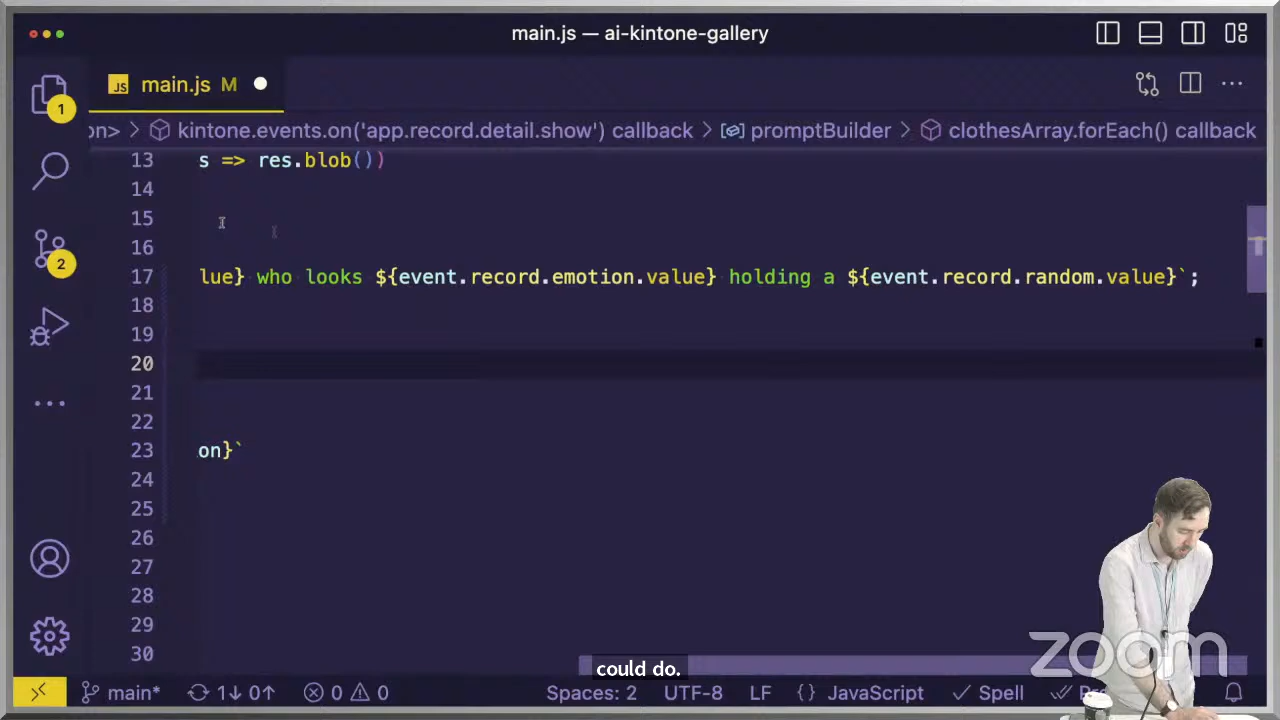 main.js — ai-kintone-gallery
JS main.js M
1
on> > kintone.events.on('app.record.detail.show') callback > promptBuilder > clothesArray.forEach() callback
13 s => res.blob())
14
15
16
2
17 lue} who looks ${event.record.emotion.value} holding a ${event.record.random.value}`;
18
19
20
21
22
23 on}`
24
25
26
27
28
29
30
zoom
could do.
main* 1↓ 0↑ 0 0 Spaces: 2 UTF-8 LF {} JavaScript Spell